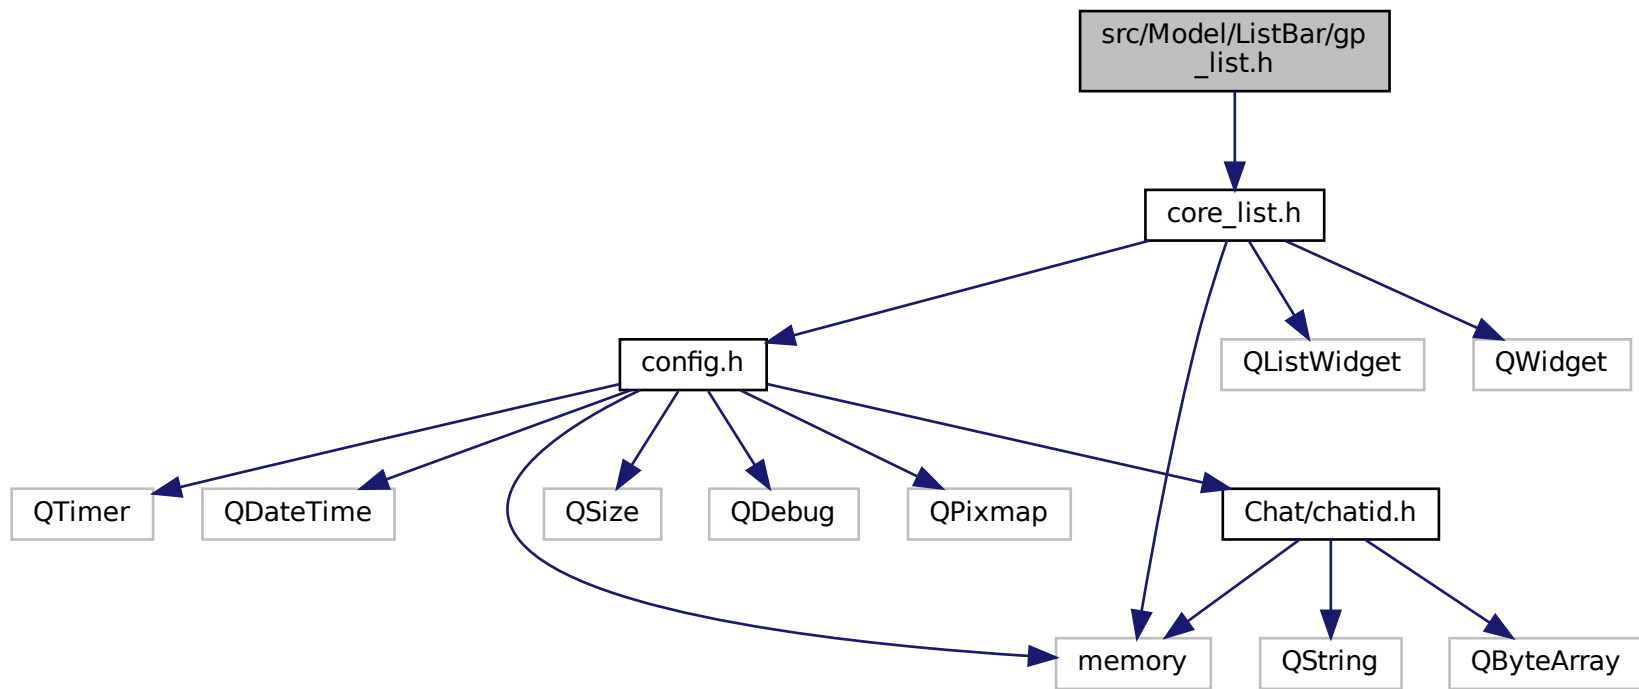 src/Model/ListBar/gp
_list.h
core_list.h
config.h
QListWidget
QWidget
QTimer
QDateTime
QSize
QDebug
QPixmap
Chat/chatid.h
memory
QString
QByteArray